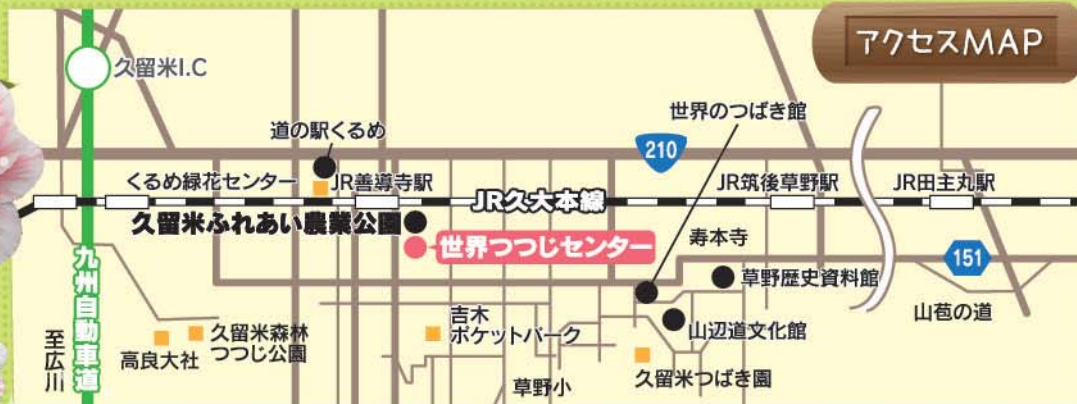 アクセスMAP
久留米I.C
世界のつばき館
道の駅くるめ
210
くるめ緑花センター
JR善導寺駅
JR久大本線
JR筑後草野駅
JR田主丸駅
久留米ふれあい農業公園
世界つつじセンター
寿本寺
151
草野歴史資料館
山苞の道
九州自動車道
至広川
高良大社
久留米森林
つつじ公園
吉木
ポケットパーク
山辺道文化館
草野小
久留米つばき園